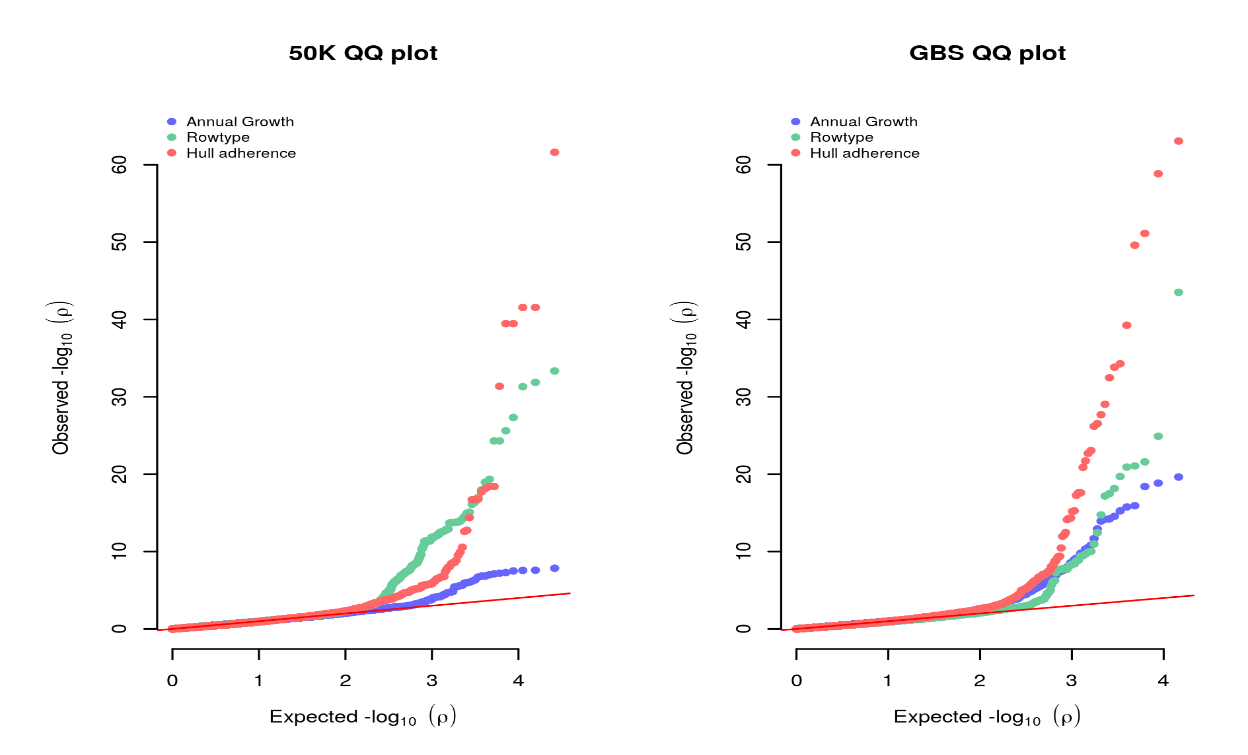 50K QQ plot
Annual Growth
Rowtype
Hull adherence
Observed -log10 (ρ)
0 10 20 30 40 50 60
0 1 2 3 4
Expected -log10 (ρ)
GBS QQ plot
Annual Growth
Rowtype
Hull adherence
Observed -log10 (ρ)
0 10 20 30 40 50 60
0 1 2 3 4
Expected -log10 (ρ)